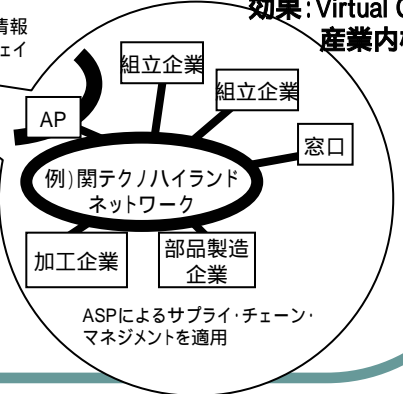 効果:Virtual C
産業内
情報
ェイ
組立企業
組立企業
AP
窓口
例)関テクノハイランド
ネットワーク
加工企業
部品製造
企業
ASPによるサプライ・チェーン・
マネジメントを適用